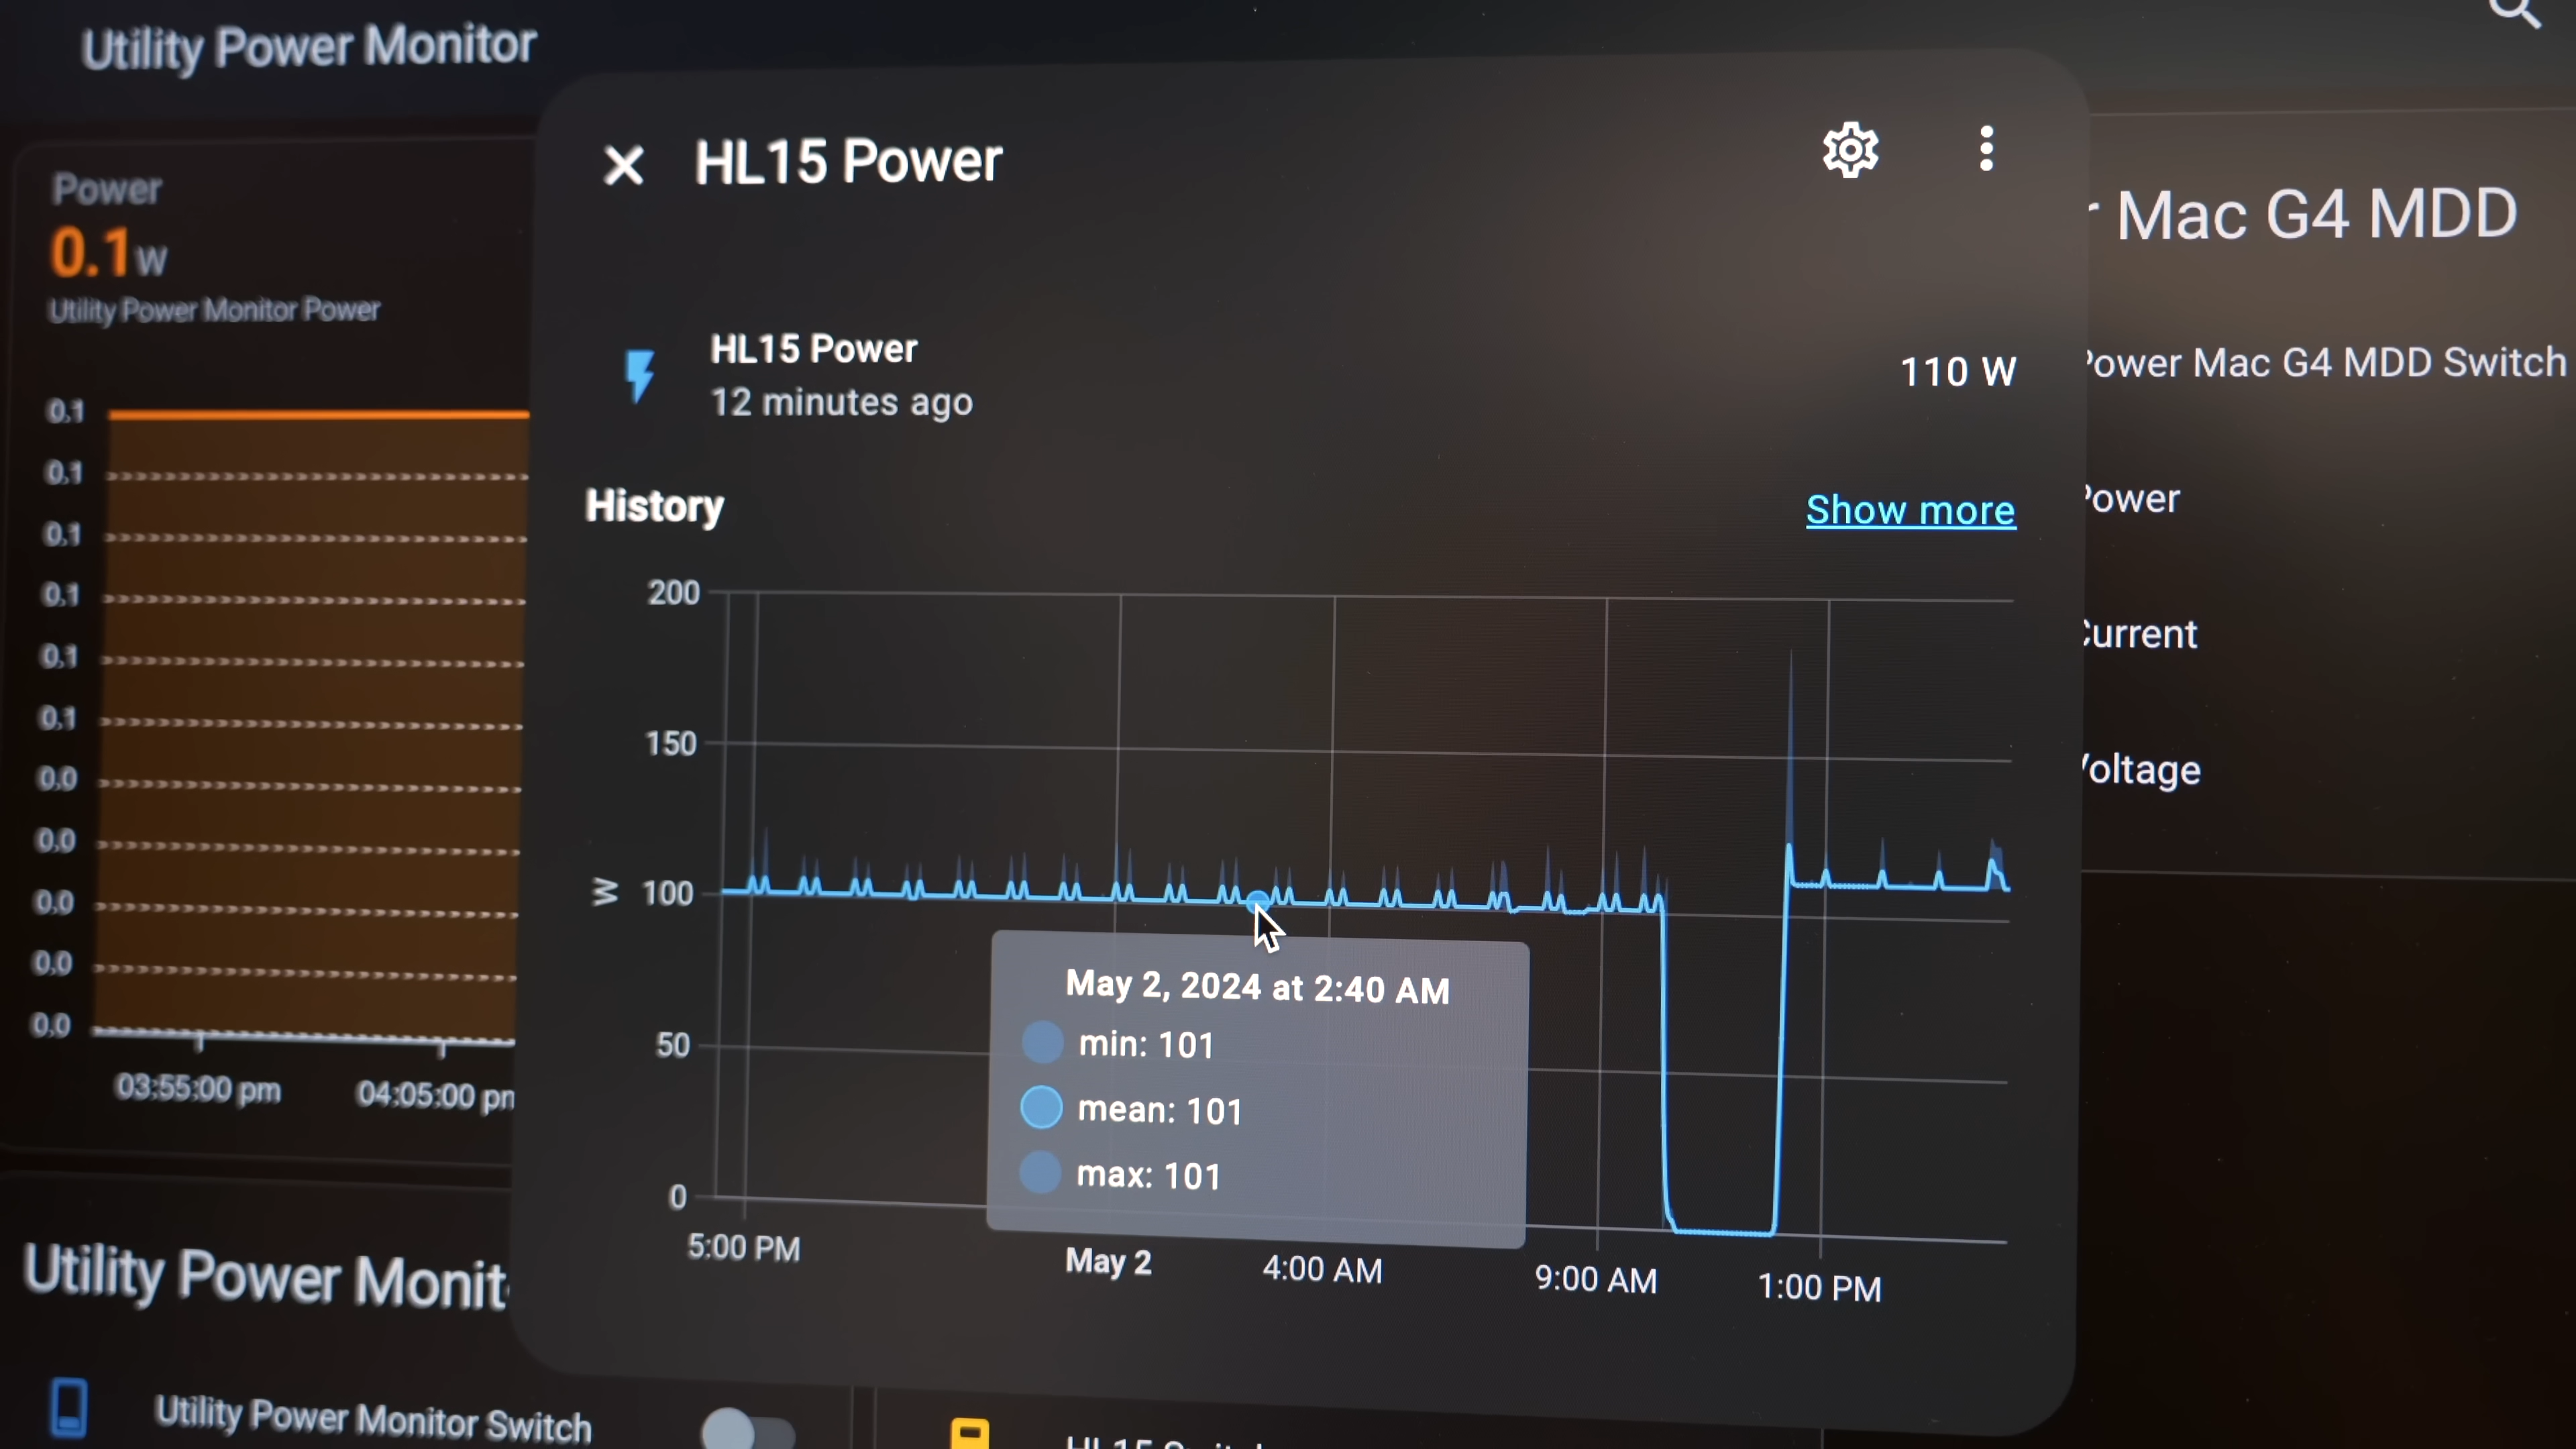 Utility Power Monitor
Power
0.1 W
Utility Power Monitor Power
0,1
0,1
0,1
0,1
0,1
0,1
0,0
0,0
0,0
0,0
0,0
03:55:00 pm
04:05:00 pm
Utility Power Monit
Utility Power Monitor Switch
HL15 Power
HL15 Power
12 minutes ago
110 W
History
Show more
200
150
W
100
50
0
May 2, 2024 at 2:40 AM
min: 101
mean: 101
max: 101
5:00 PM
May 2
4:00 AM
9:00 AM
1:00 PM
r Mac G4 MDD
Power Mac G4 MDD Switch
Power
Current
Voltage